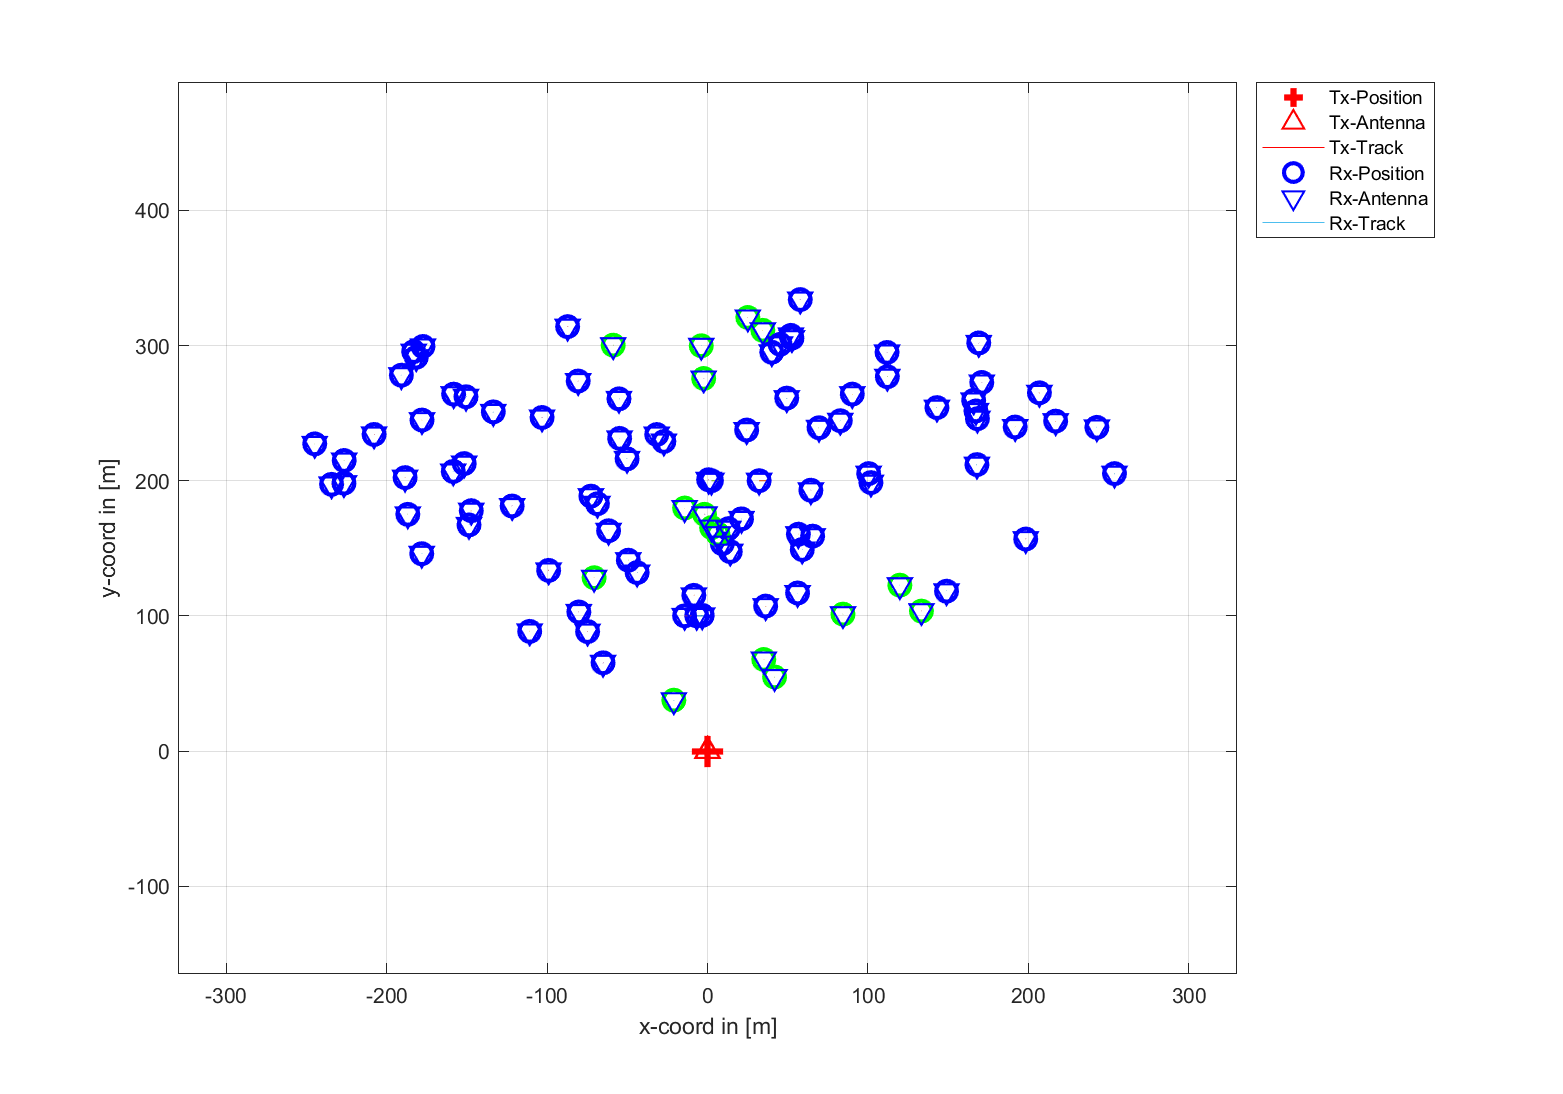 Tx-Position
Tx-Antenna
Tx-Track
Rx-Position
Rx-Antenna
Rx-Track
y-coord in [m]
400
300
200
100
0
-100
-300 -200 -100 0 100 200 300
x-coord in [m]